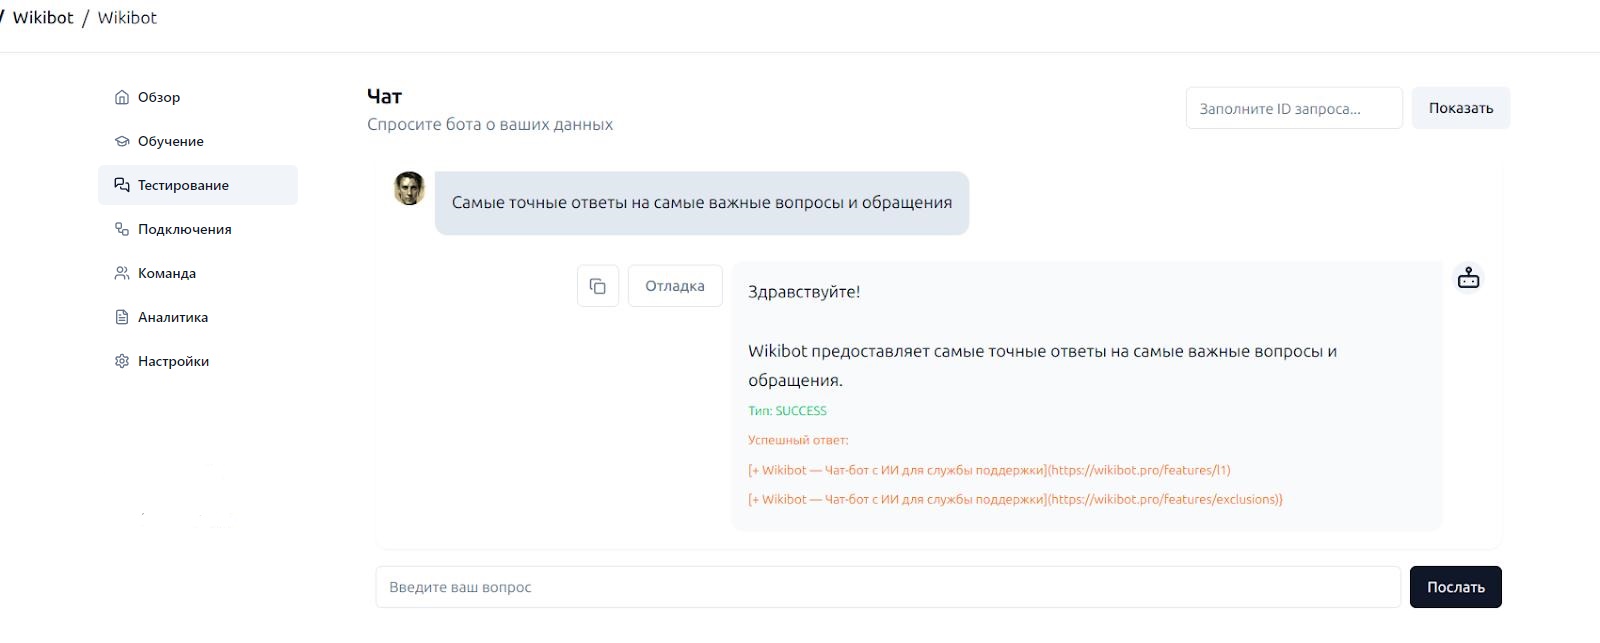 / Wikibot / Wikibot
Обзор
Обучение
Тестирование
Подключения
Команда
Аналитика
Настройки
Чат
Спросите бота о ваших данных
Заполните ID запроса...
Показать
Самые точные ответы на самые важные вопросы и обращения
Отладка
Здравствуйте!
Wikibot предоставляет самые точные ответы на самые важные вопросы и
обращения.
Тип: SUCCESS
Успешный ответ:
[+ Wikibot — Чат-бот с ИИ для службы поддержки](https://wikibot.pro/features/l1)
[+ Wikibot — Чат-бот с ИИ для службы поддержки](https://wikibot.pro/features/exclusions)}
Введите ваш вопрос
Послать